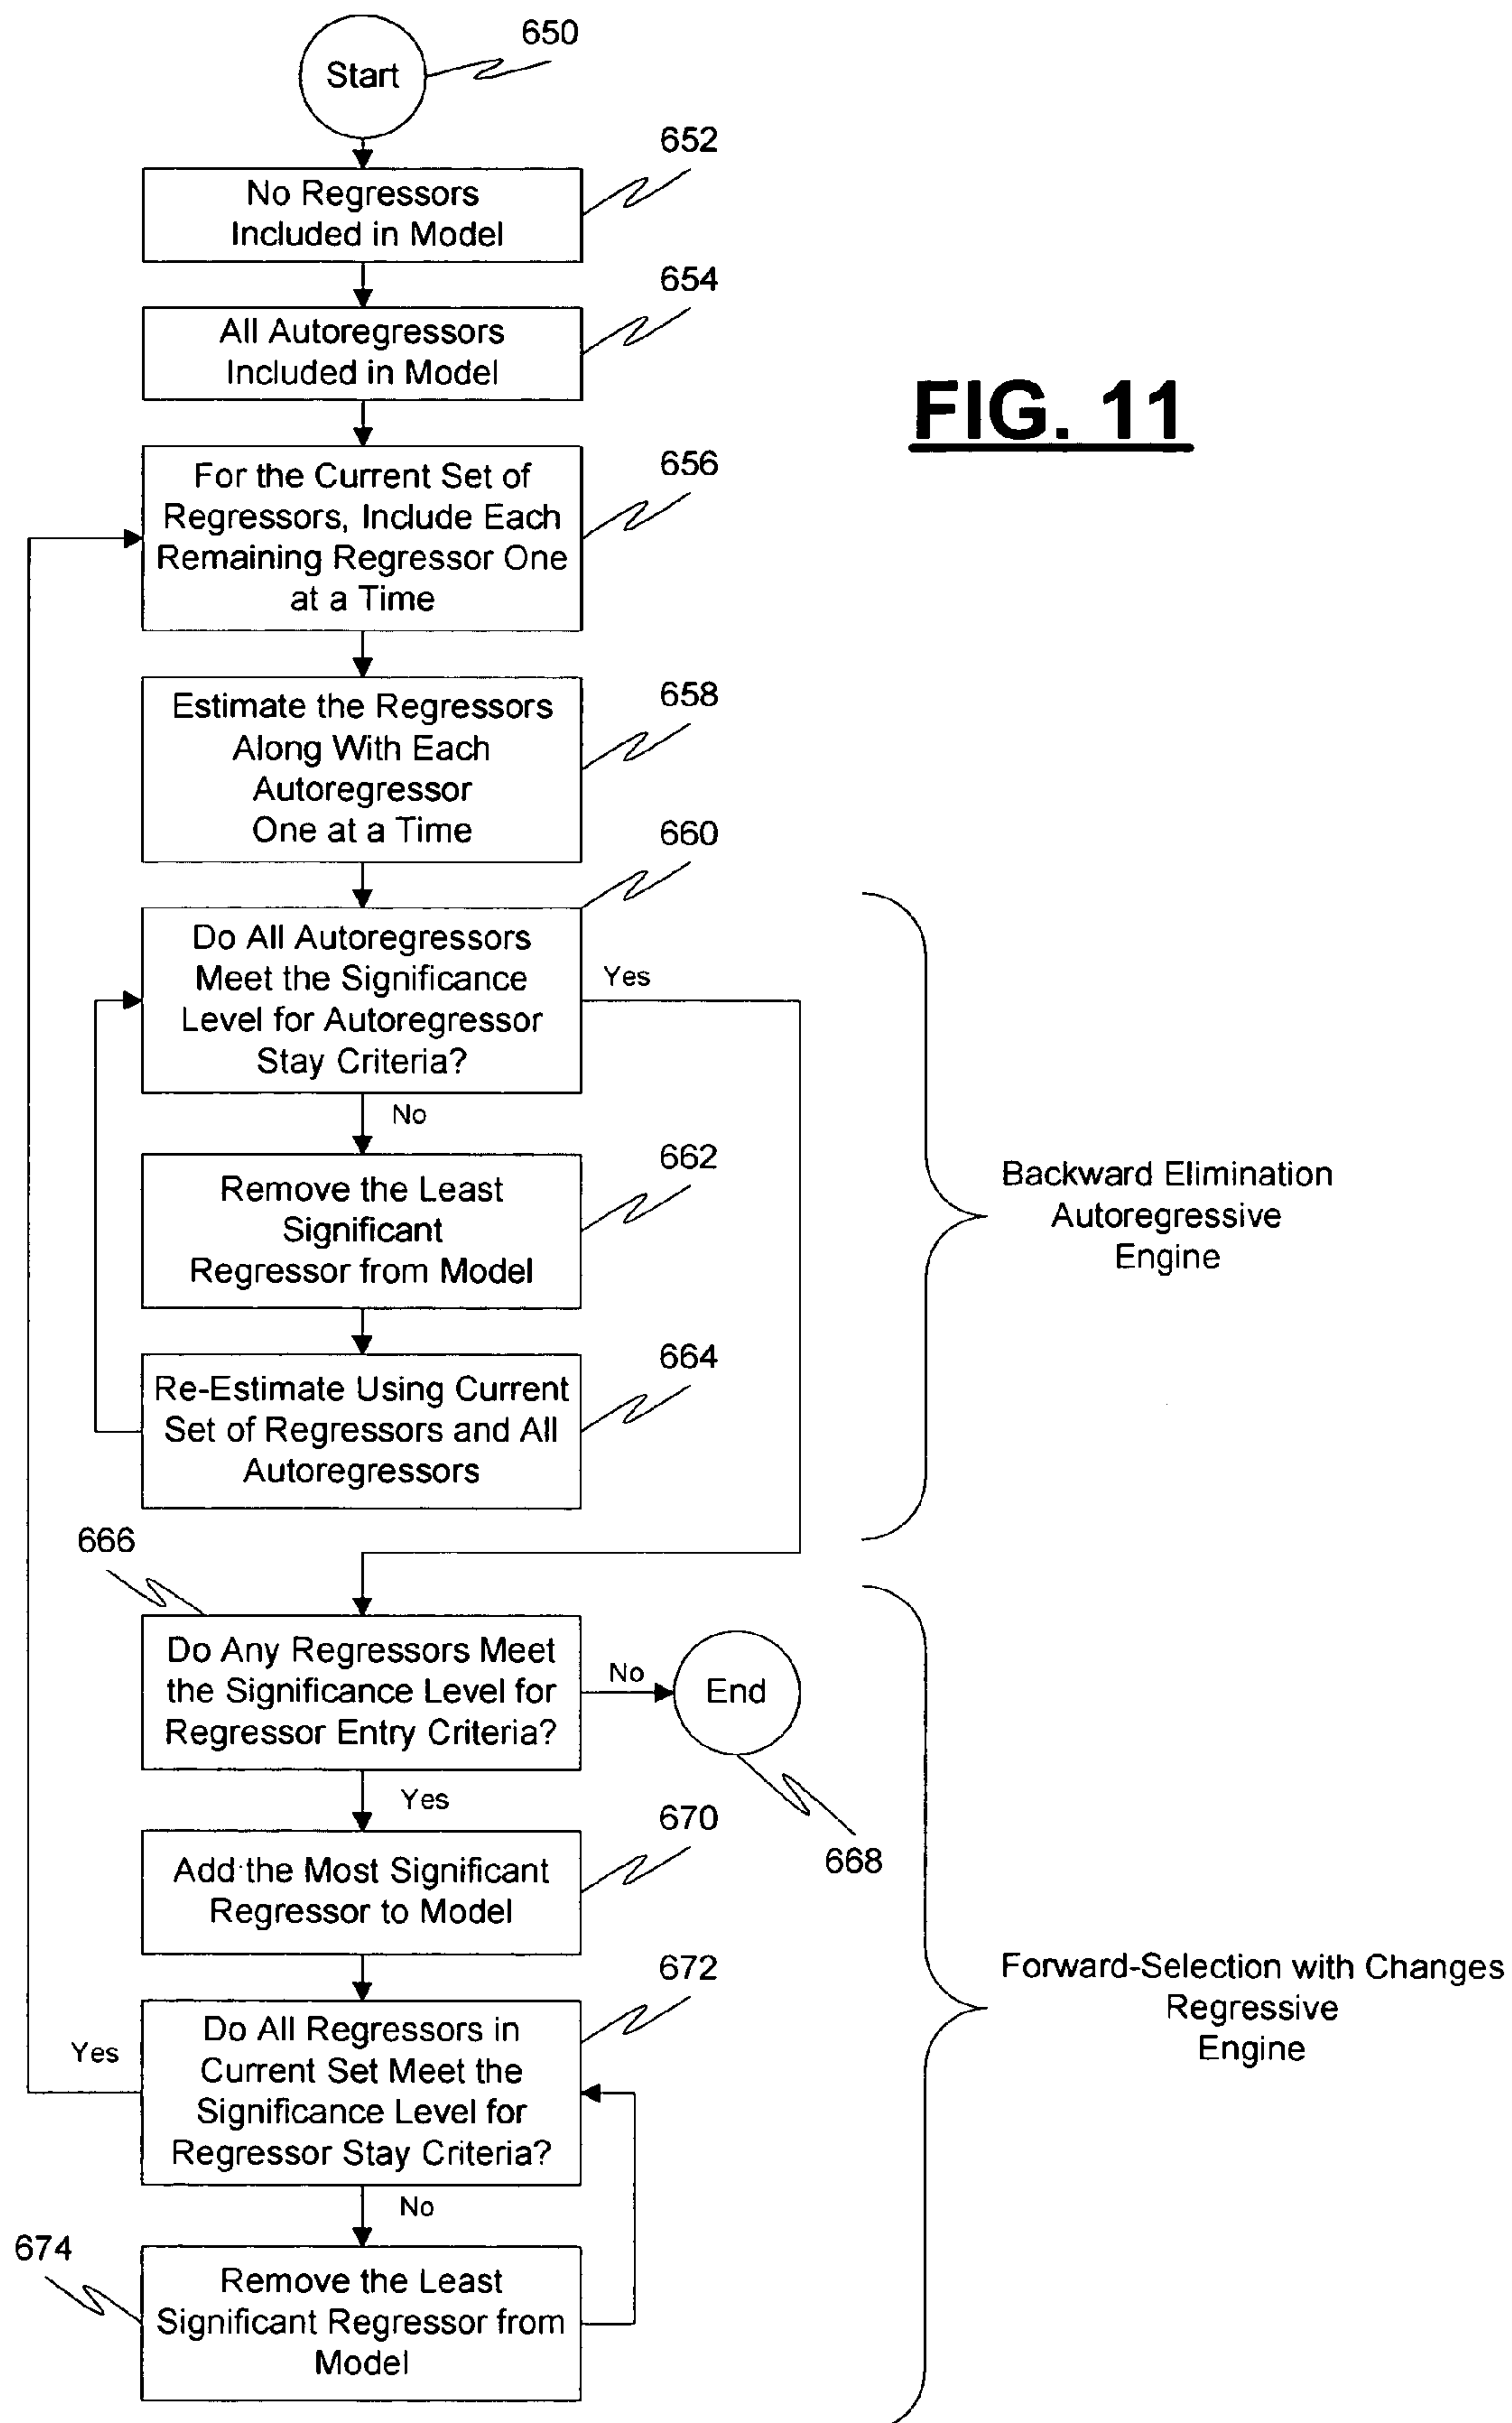 650
Start
652
No Regressors
Included in Model
654
All Autoregressors
Included in Model
FIG. 11
656
For the Current Set of
Regressors, Include Each
Remaining Regressor One
at a Time
658
Estimate the Regressors
Along With Each
Autoregressor
One at a Time
660
Do All Autoregressors
Meet the Significance
Level for Autoregressor
Stay Criteria?
Yes
No
662
Remove the Least
Significant
Regressor from Model
Backward Elimination
Autoregressive
Engine
664
Re-Estimate Using Current
Set of Regressors and All
Autoregressors
666
Do Any Regressors Meet
the Significance Level for
Regressor Entry Criteria?
No
End
668
Yes
670
Add the Most Significant
Regressor to Model
672
Do All Regressors in
Current Set Meet the
Significance Level for
Regressor Stay Criteria?
Yes
No
Forward-Selection with Changes
Regressive
Engine
674
Remove the Least
Significant Regressor from
Model